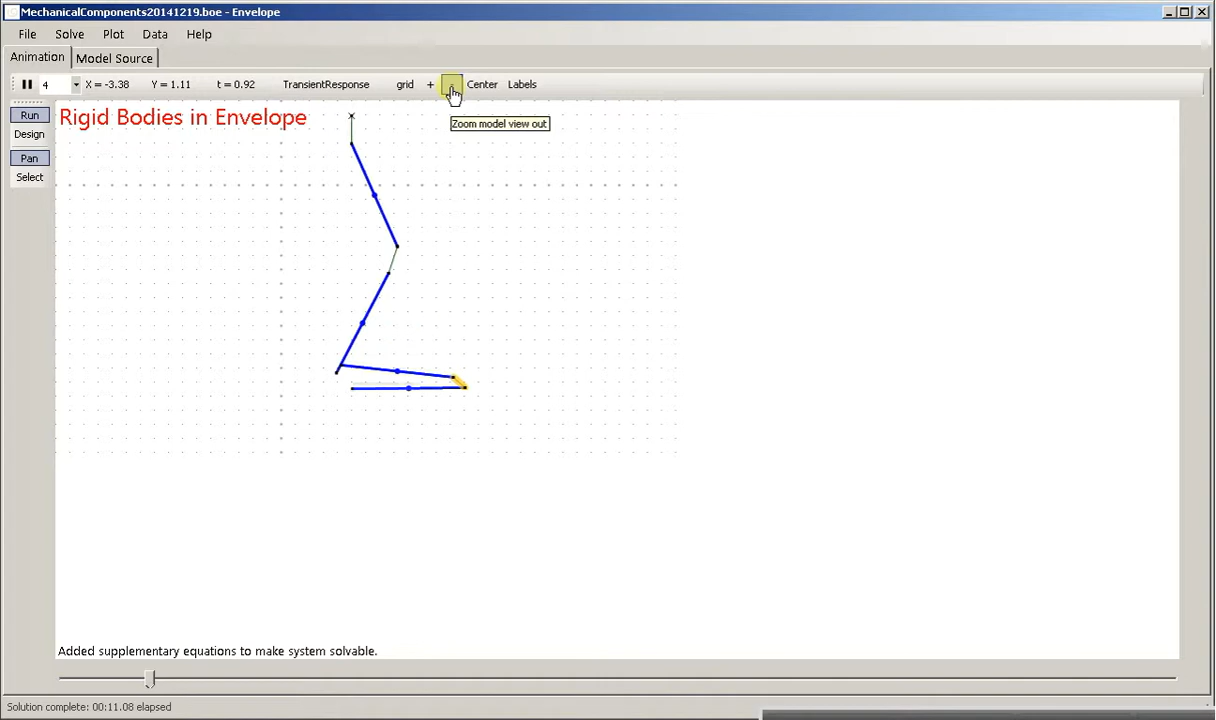 MechanicalComponents20141219.boe - Envelope
File Solve Plot Data Help
Animation Model Source
4 X = -3.38 Y = 1.11 t = 0.92 TransientResponse grid + - Center Labels
Run
Design
Pan
Select
Rigid Bodies in Envelope
Zoom model view out
Added supplementary equations to make system solvable.
Solution complete: 00:11.08 elapsed